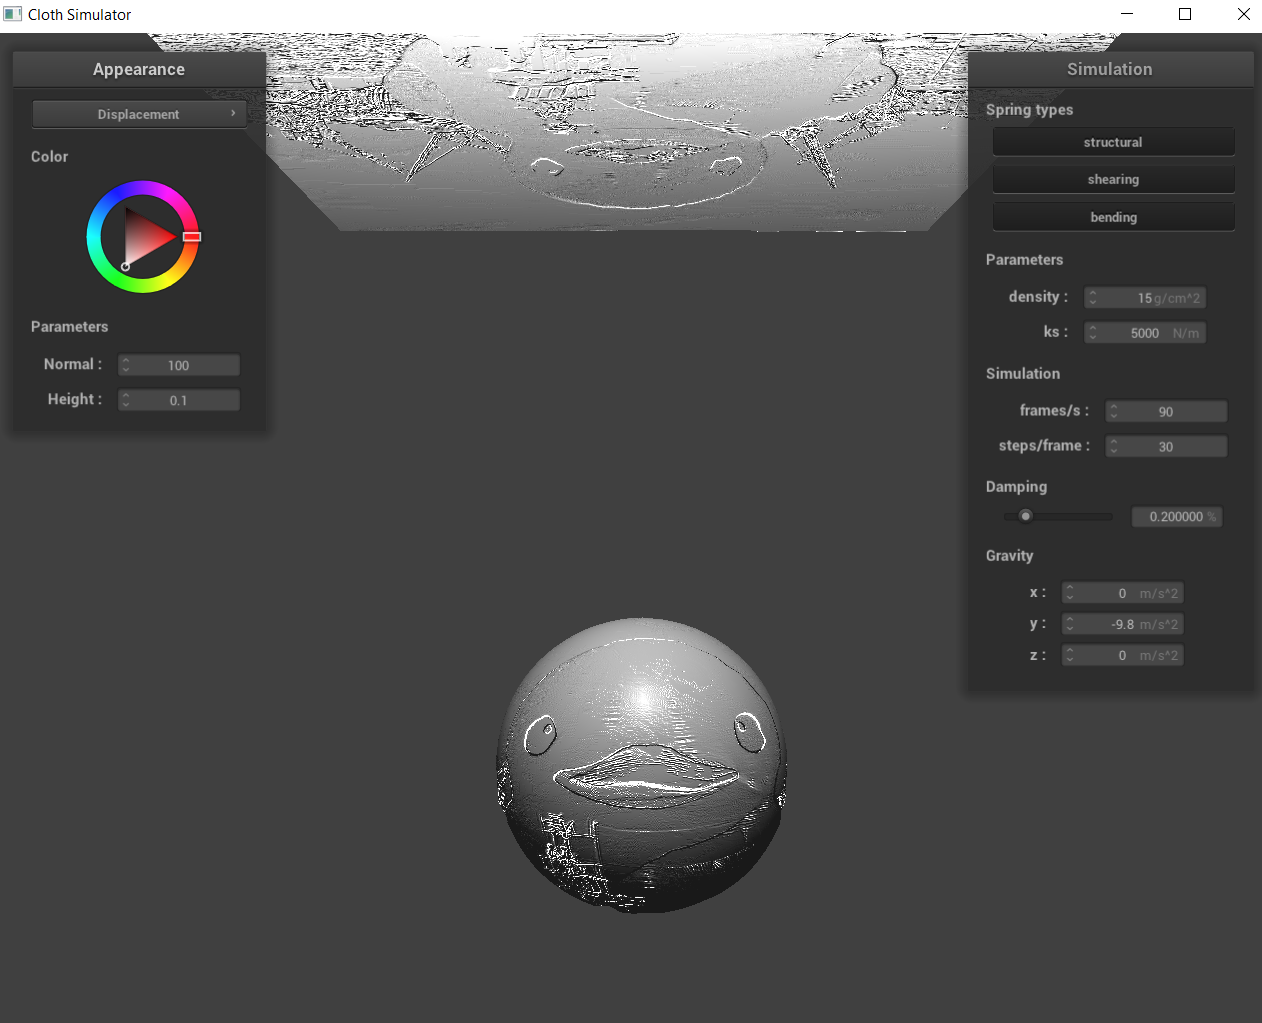 Cloth Simulator
Appearance
Displacement
Color
Parameters
Normal : 100
Height : 0.1
Simulation
Spring types
structural
shearing
bending
Parameters
density : 15 g/cm^2
ks : 5000 N/m
Simulation
frames/s : 90
steps/frame : 30
Damping
0.200000 %
Gravity
x : 0 m/s^2
y : -9.8 m/s^2
z : 0 m/s^2